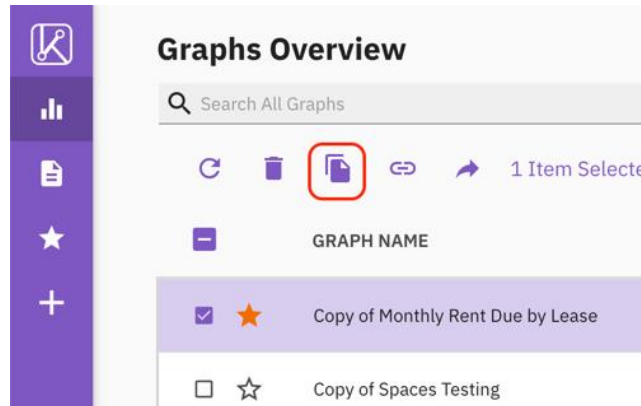 Graphs Overview
Search All Graphs
1 Item Selecte
GRAPH NAME
Copy of Monthly Rent Due by Lease
Copy of Spaces Testing